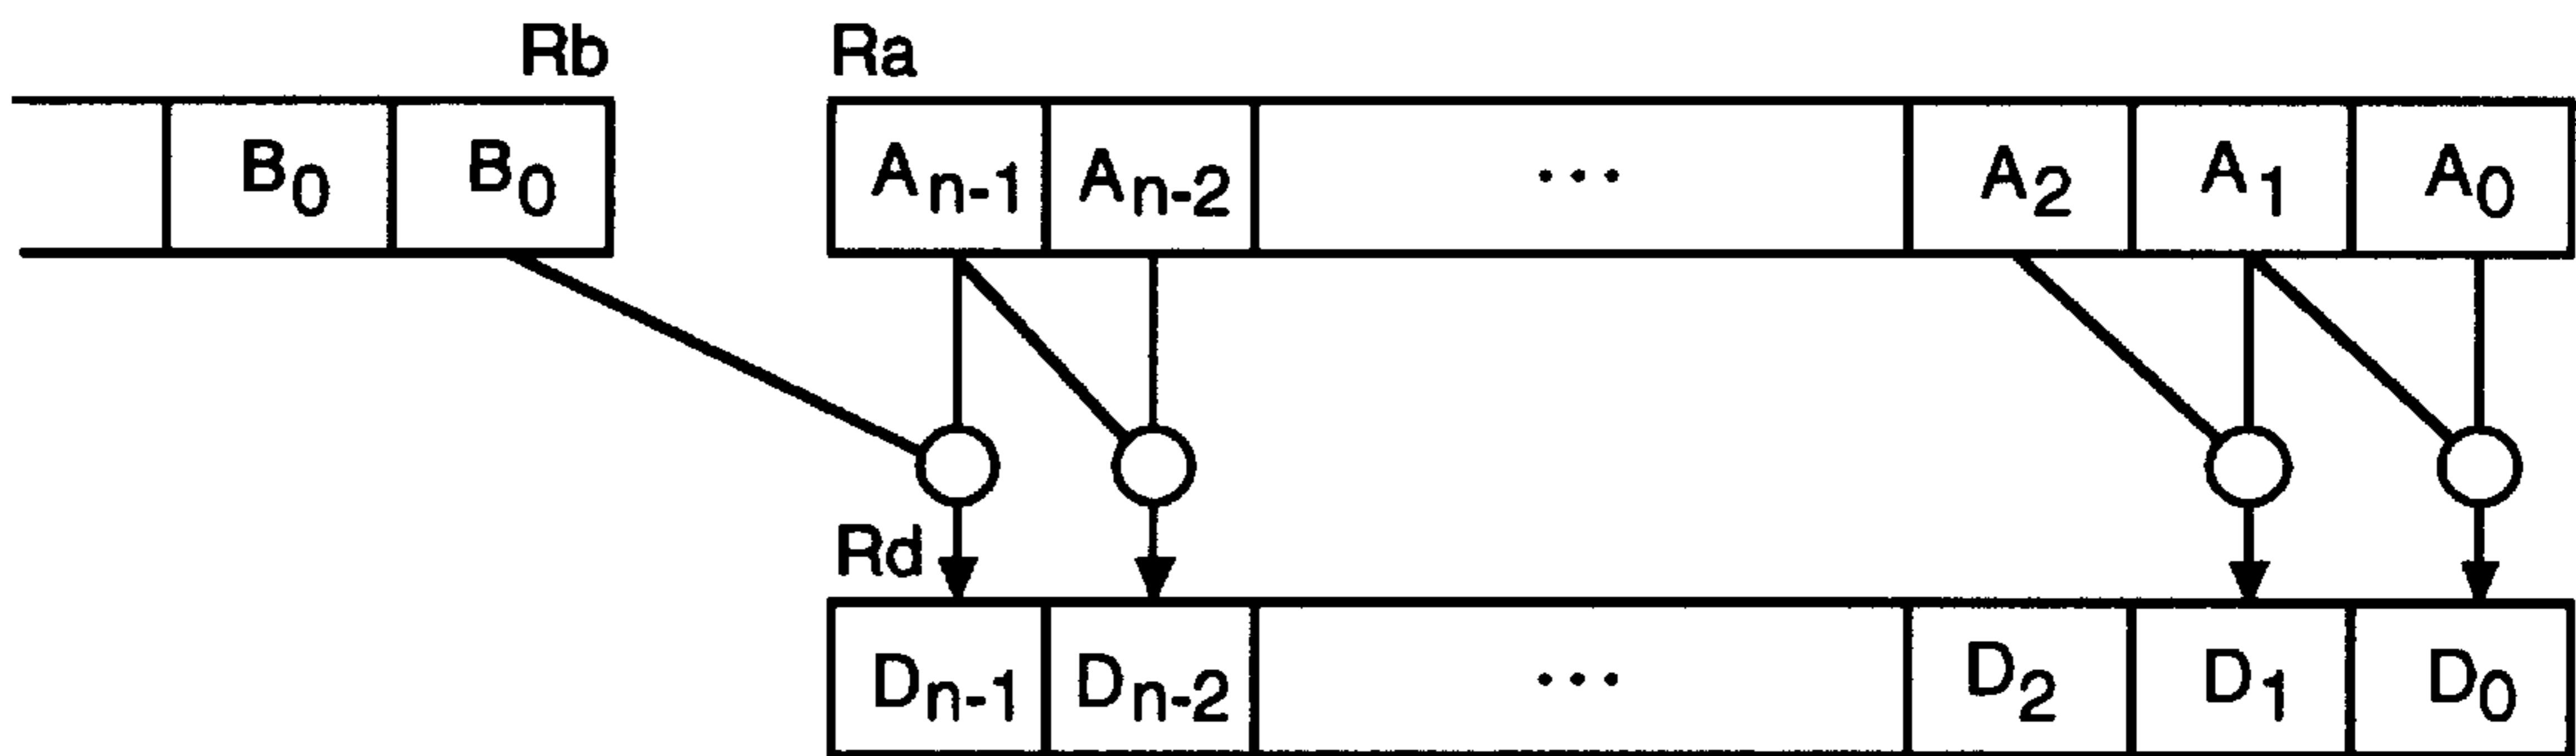 Rb Ra
B0 B0 An-1 An-2 ... A2 A1 A0
Rd
Dn-1 Dn-2 ... D2 D1 D0